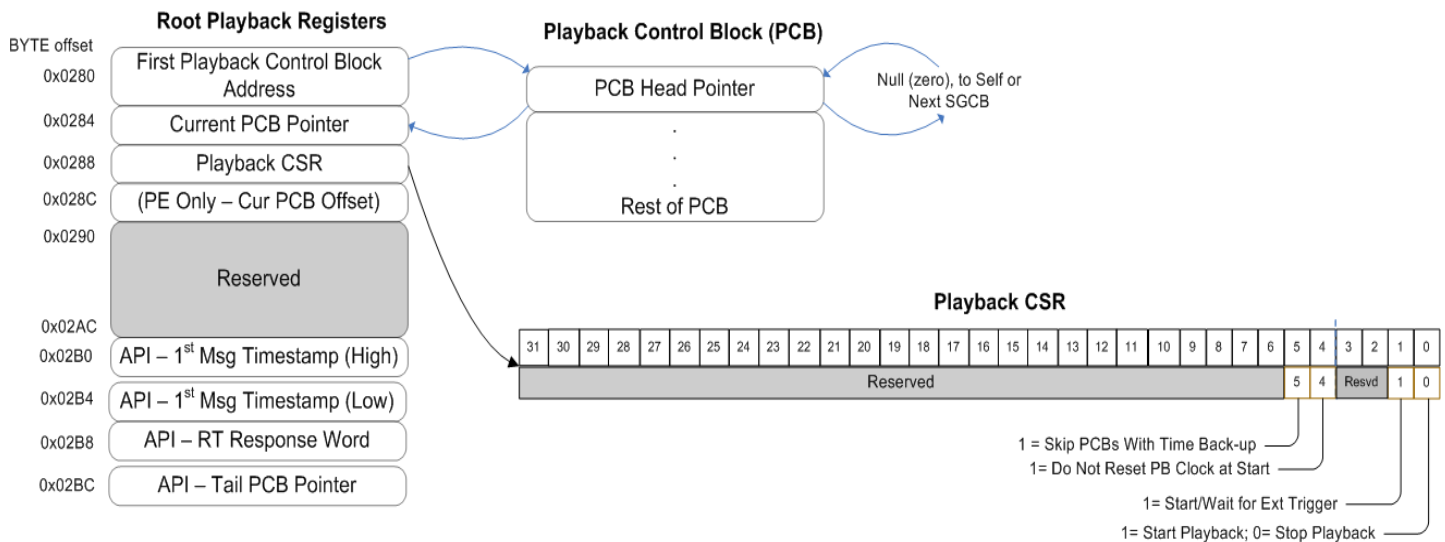 Root Playback Registers
BYTE offset
0x0280
First Playback Control Block
Address
0x0284
Current PCB Pointer
0x0288
Playback CSR
0x028C
(PE Only – Cur PCB Offset)
0x0290
Reserved
0x02AC
0x02B0
API – 1st Msg Timestamp (High)
0x02B4
API – 1st Msg Timestamp (Low)
0x02B8
API – RT Response Word
0x02BC
API – Tail PCB Pointer
Playback Control Block (PCB)
PCB Head Pointer
.
.
.
Rest of PCB
Null (zero), to Self or
Next SGCB
Playback CSR
31 30 29 28 27 26 25 24 23 22 21 20 19 18 17 16 15 14 13 12 11 10 9 8 7 6 5 4 3 2 1 0
Reserved 5 4 Resvd 1 0
1 = Skip PCBs With Time Back-up
1= Do Not Reset PB Clock at Start
1= Start/Wait for Ext Trigger
1= Start Playback; 0= Stop Playback